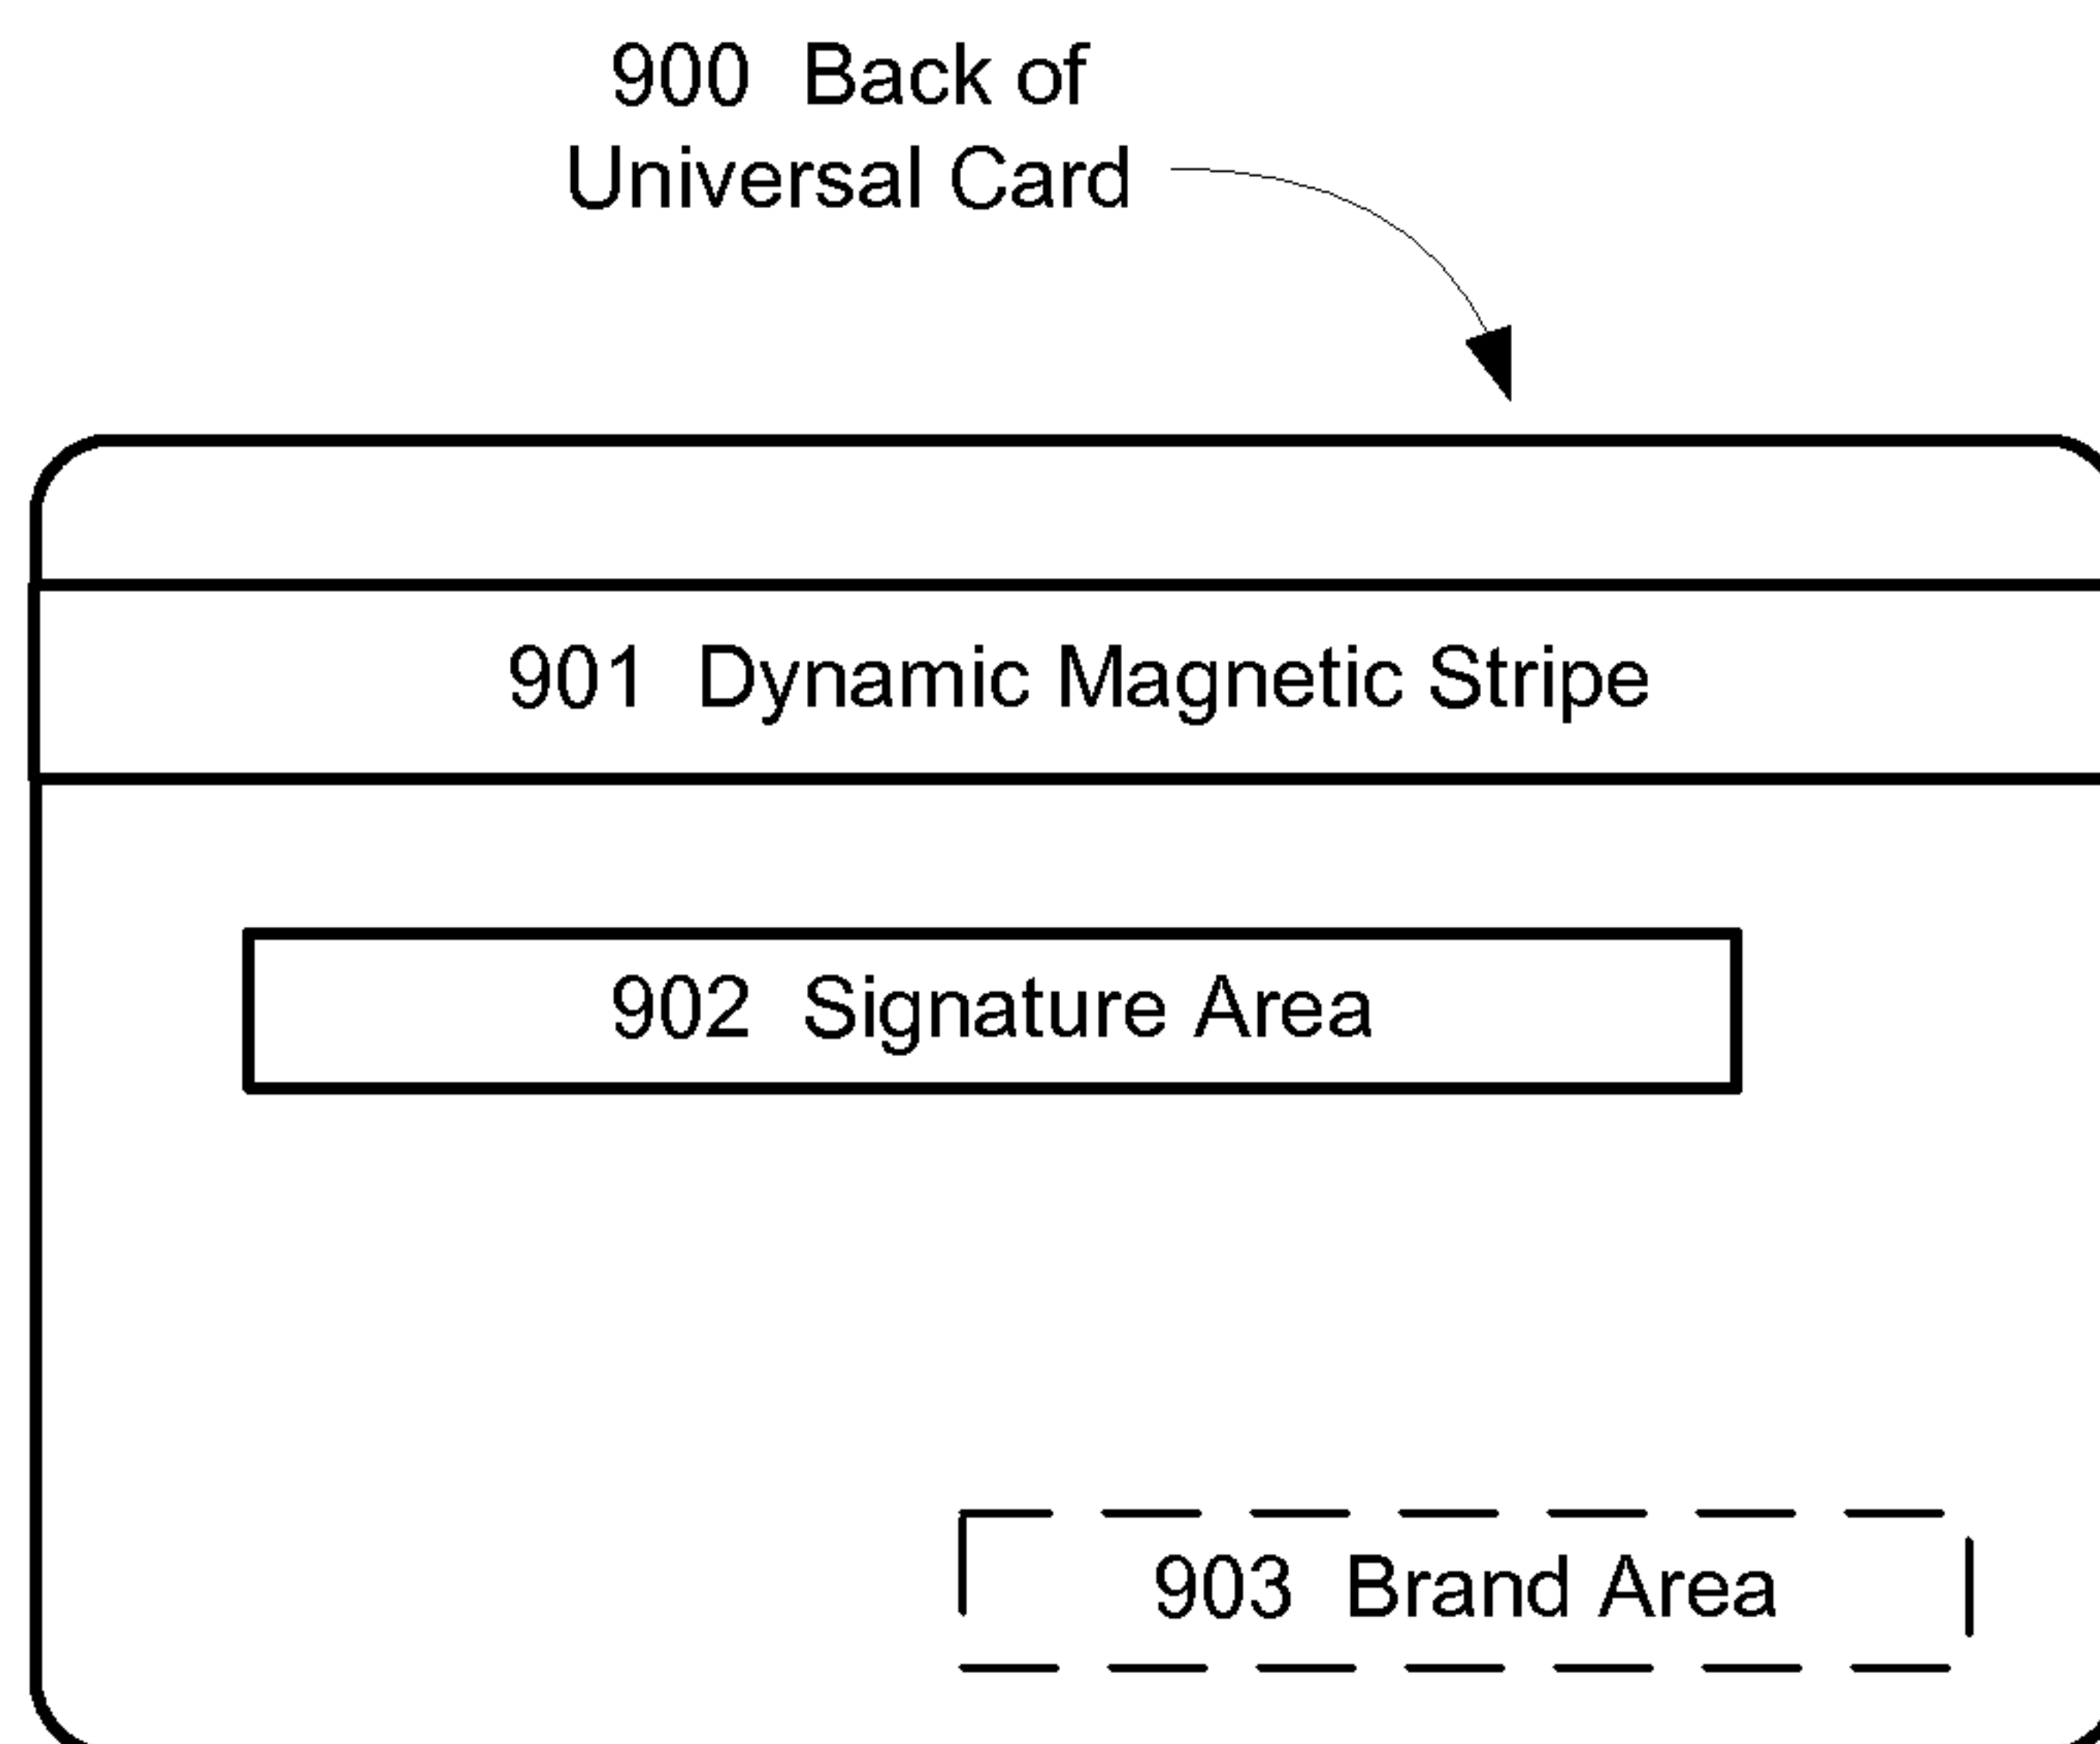 900 Back of
Universal Card
901 Dynamic Magnetic Stripe
902 Signature Area
903 Brand Area